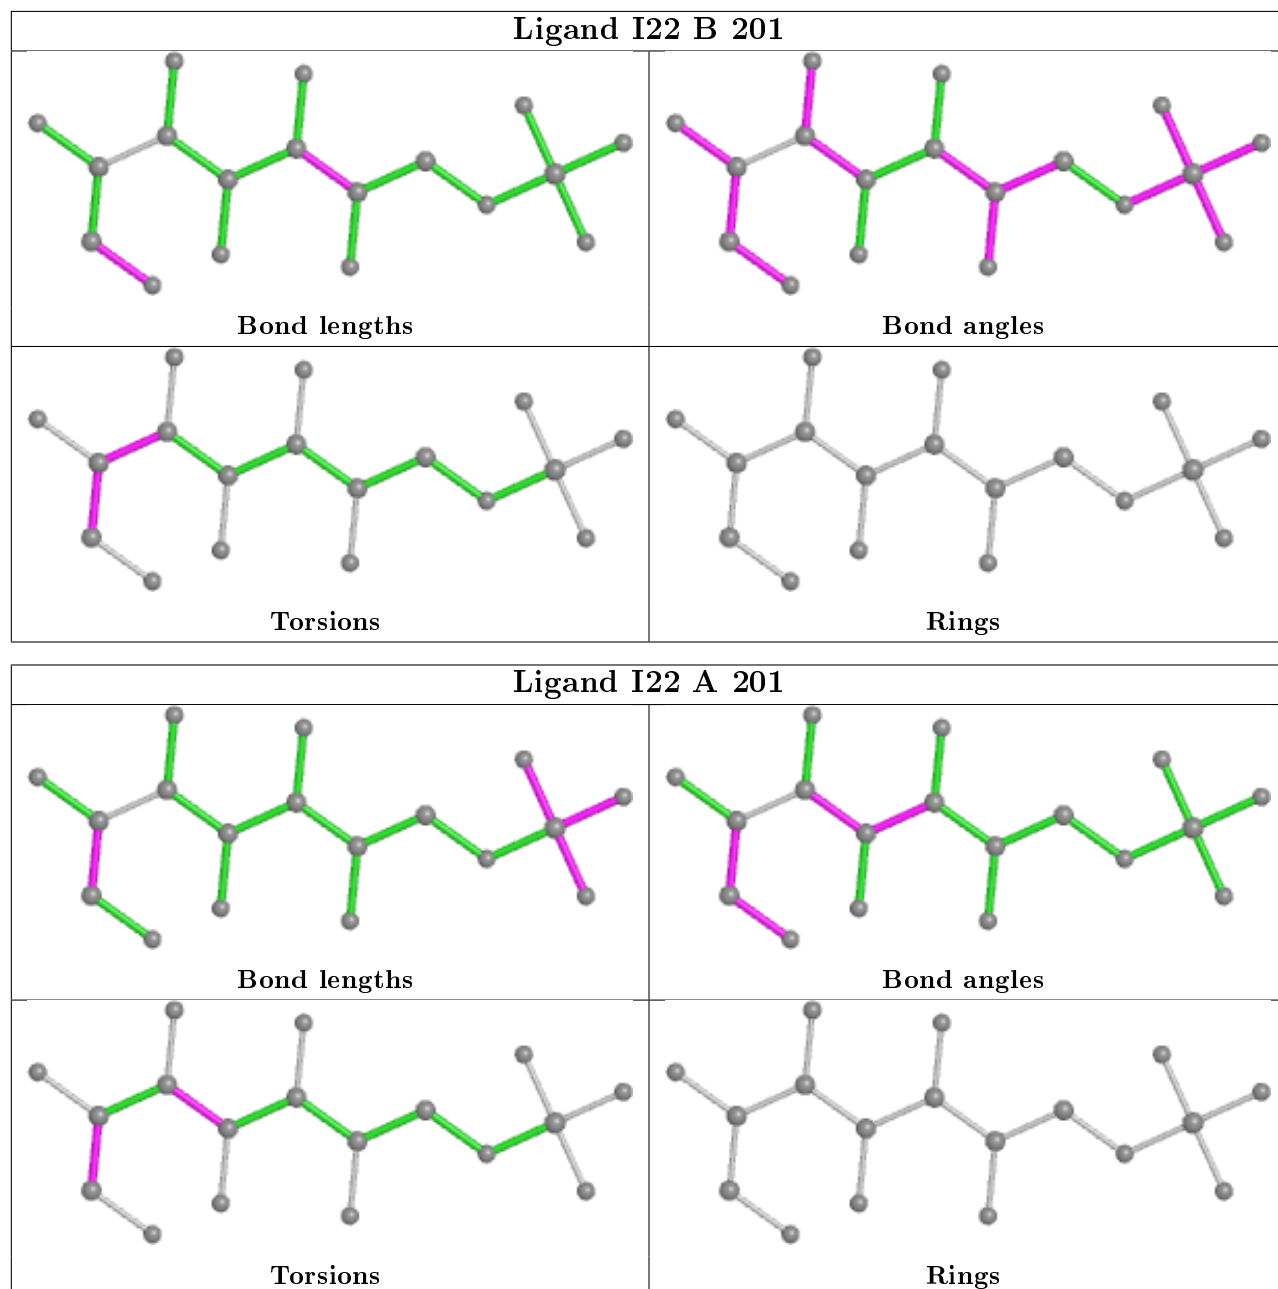 Ligand I22 B 201
Bond lengths
Bond angles
Torsions
Rings
Ligand I22 A 201
Bond lengths
Bond angles
Torsions
Rings